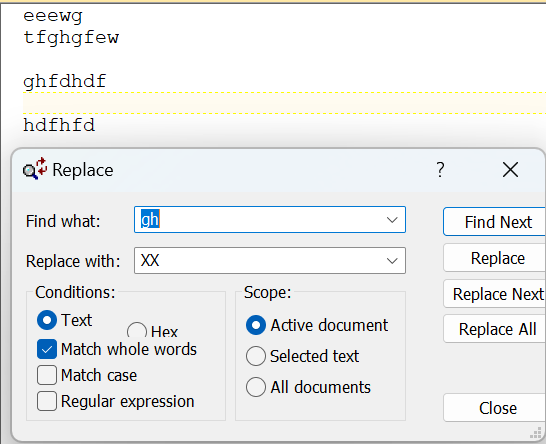 eeewg
tfghgfew
ghfdhdf
hdfhfd
Replace ?
Find what: gh Find Next
Replace with: XX Replace
Conditions: Scope: Replace Next
Text Hex Active document Replace All
Match whole words
Match case Selected text
Regular expression All documents
Close